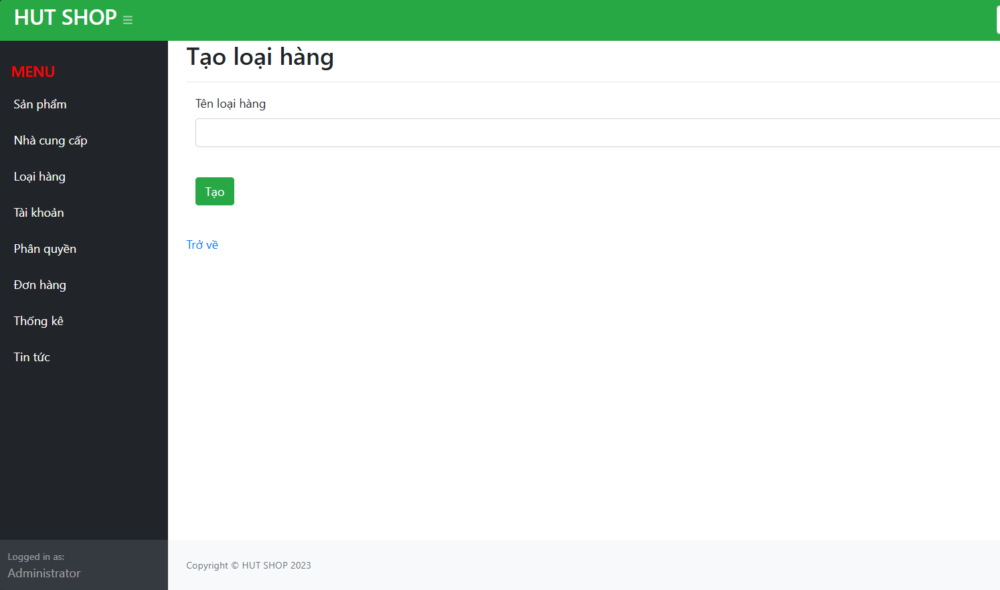 HUT SHOP
MENU
Sản phẩm
Nhà cung cấp
Loại hàng
Tài khoản
Phân quyền
Đơn hàng
Thống kê
Tin tức
Logged in as:
Administrator
Tạo loại hàng
Tên loại hàng
Tạo
Trở về
Copyright © HUT SHOP 2023